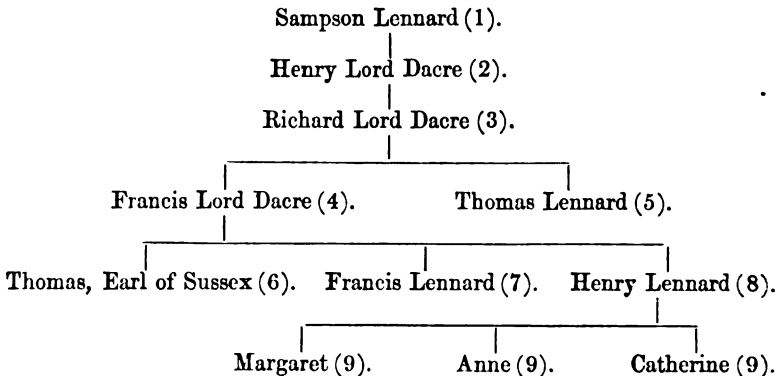 Sampson Lennard (1).
Henry Lord Dacre (2).
Richard Lord Dacre (3).
Francis Lord Dacre (4). Thomas Lennard (5).
Thomas, Earl of Sussex (6). Francis Lennard (7). Henry Lennard (8).
Margaret (9). Anne (9). Catherine (9).